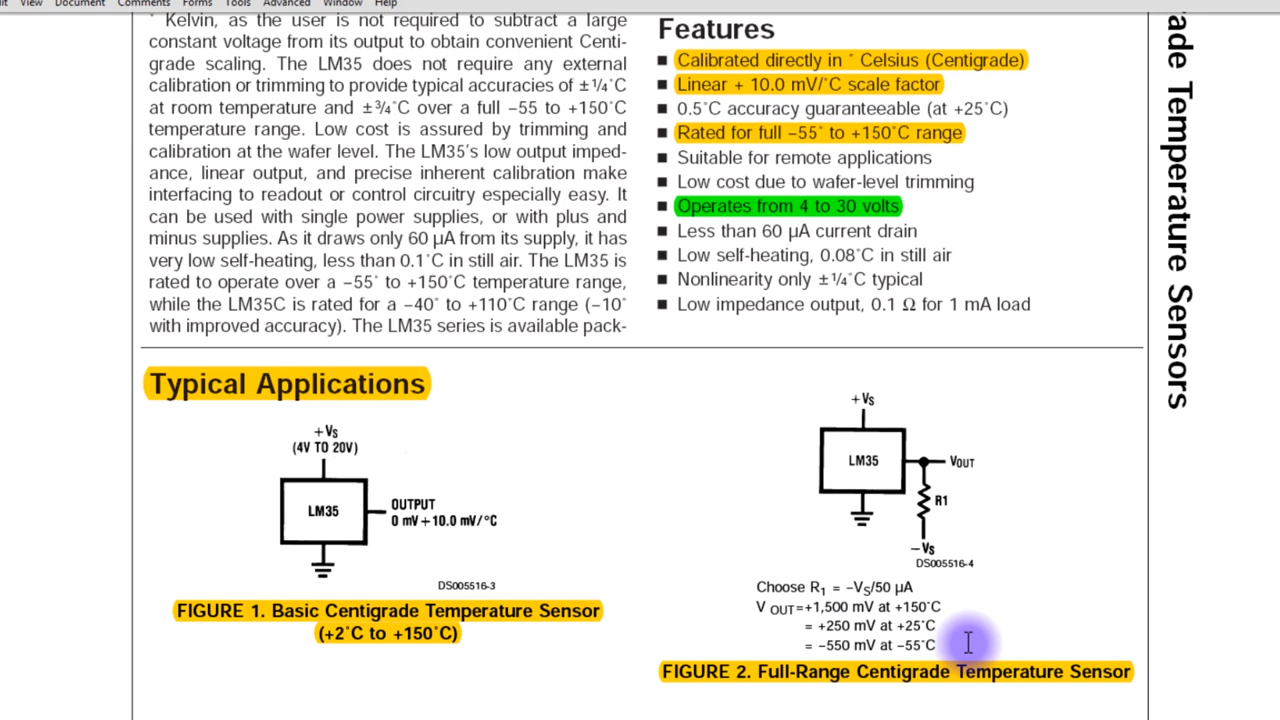 View Document Comments Forms Tools Advanced Window Help
Kelvin, as the user is not required to subtract a large
constant voltage from its output to obtain convenient Centi-
grade scaling. The LM35 does not require any external
calibration or trimming to provide typical accuracies of ±¼˚C
at room temperature and ±¾˚C over a full −55 to +150˚C
temperature range. Low cost is assured by trimming and
calibration at the wafer level. The LM35's low output imped-
ance, linear output, and precise inherent calibration make
interfacing to readout or control circuitry especially easy. It
can be used with single power supplies, or with plus and
minus supplies. As it draws only 60 µA from its supply, it has
very low self-heating, less than 0.1˚C in still air. The LM35 is
rated to operate over a −55˚ to +150˚C temperature range,
while the LM35C is rated for a −40˚ to +110˚C range (−10˚
with improved accuracy). The LM35 series is available pack-
Features
■ Calibrated directly in ˚ Celsius (Centigrade)
■ Linear + 10.0 mV/˚C scale factor
■ 0.5˚C accuracy guaranteeable (at +25˚C)
■ Rated for full −55˚ to +150˚C range
■ Suitable for remote applications
■ Low cost due to wafer-level trimming
■ Operates from 4 to 30 volts
■ Less than 60 µA current drain
■ Low self-heating, 0.08˚C in still air
■ Nonlinearity only ±¼˚C typical
■ Low impedance output, 0.1 Ω for 1 mA load
ade Temperature Sensors
Typical Applications
+VS
(4V TO 20V)
LM35
OUTPUT
0 mV + 10.0 mV/°C
DS005516-3
FIGURE 1. Basic Centigrade Temperature Sensor
(+2˚C to +150˚C)
+VS
LM35
VOUT
R1
−VS
DS005516-4
Choose R1 = −VS/50 µA
V OUT=+1,500 mV at +150˚C
= +250 mV at +25˚C
= −550 mV at −55˚C
FIGURE 2. Full-Range Centigrade Temperature Sensor